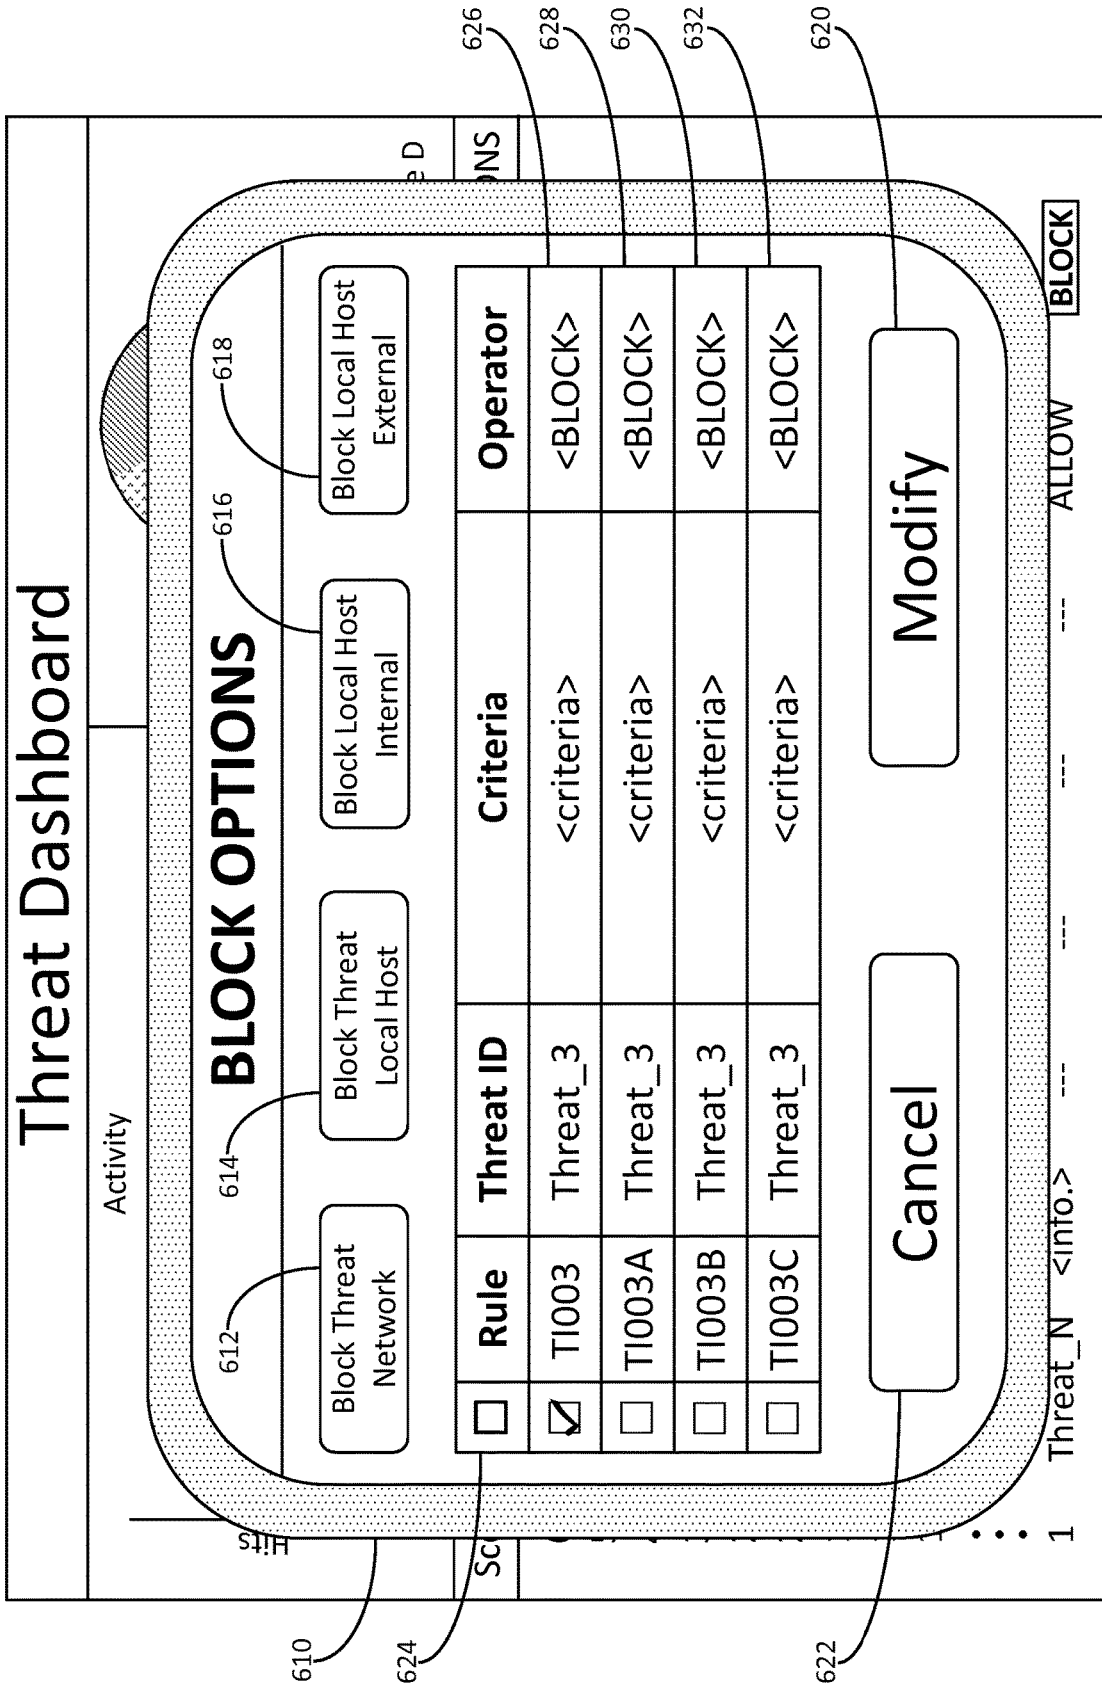 Threat Dashboard
Activity
Hits
e D
BLOCK OPTIONS
612
614
616
618
Block Threat
Network
Block Threat
Local Host
Block Local Host
Internal
Block Local Host
External
Rule Threat ID Criteria Operator
TI003 Threat_3 <criteria> <BLOCK>
TI003A Threat_3 <criteria> <BLOCK>
TI003B Threat_3 <criteria> <BLOCK>
TI003C Threat_3 <criteria> <BLOCK>
Cancel
Modify
1 Threat_N <info.> --- --- --- --- ALLOW BLOCK
610
624
622
626
628
630
632
620